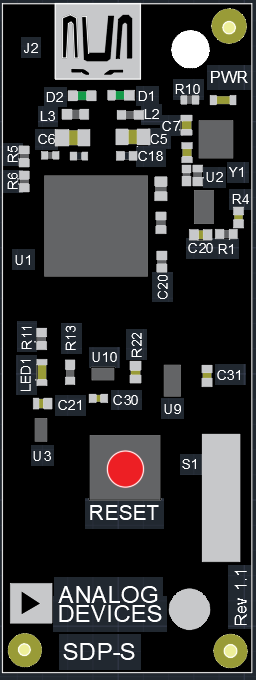 J2
PWR
R10
D2
D1
L3
L2
C7
C6
C5
R5
C18
R6
U2
Y1
R4
C20
R1
U1
C20
R11
R13
U10
R22
LED1
C31
C21
C30
U9
U3
S1
RESET
ANALOG
DEVICES
Rev 1.1
SDP-S